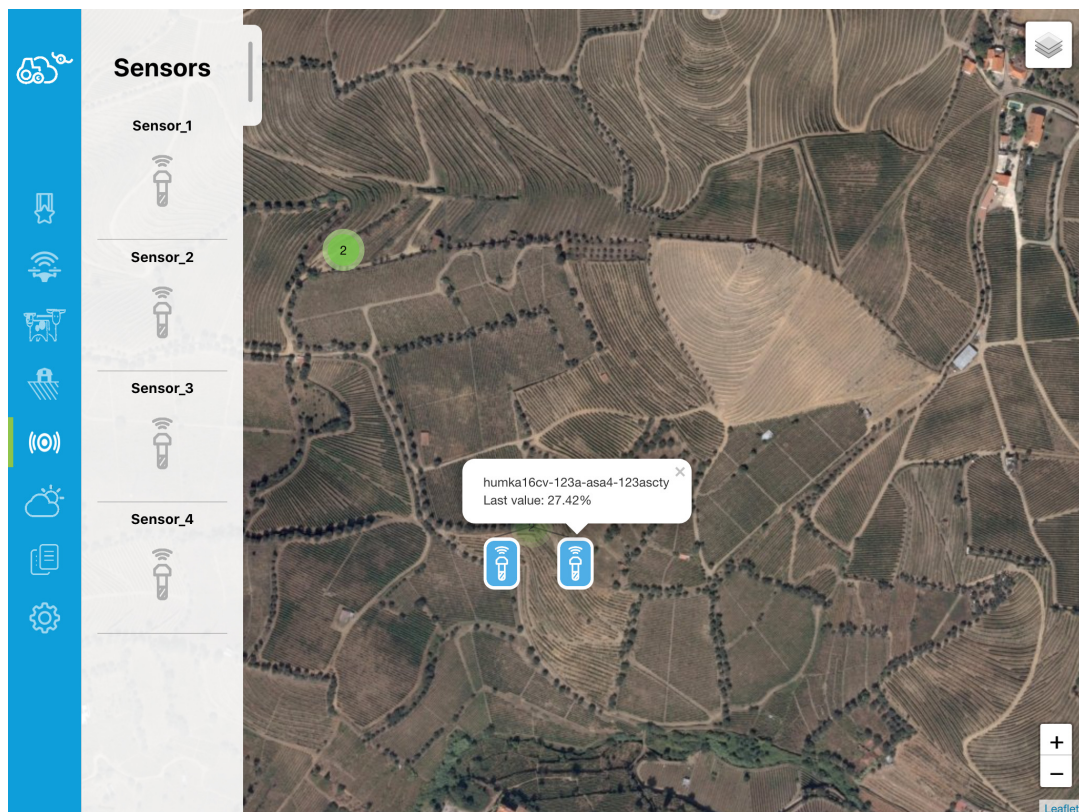 Sensors
Sensor_1
Sensor_2
Sensor_3
Sensor_4
2
×
humka16cv-123a-asa4-123ascty
Last value: 27.42%
+
−
Leaflet